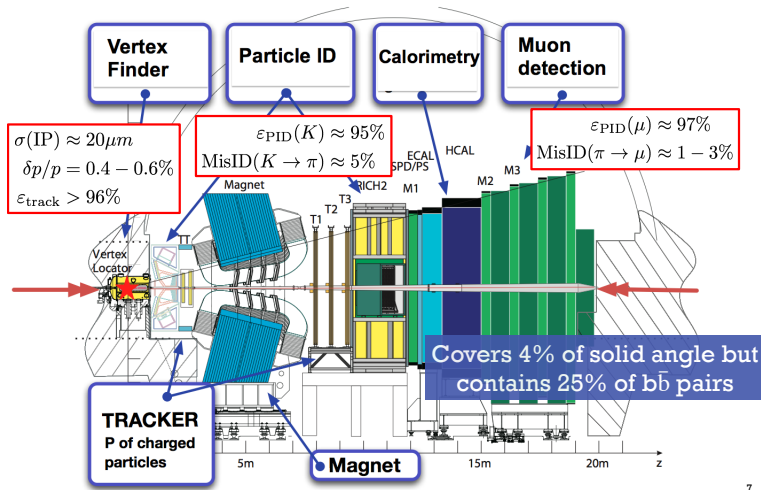 Vertex
Finder
Particle ID
Calorimetry
Muon
detection
σ(IP) ≈ 20μm
δp/p = 0.4 − 0.6%
ε_track > 96%
ε_PID(K) ≈ 95%
MisID(K → π) ≈ 5%
ε_PID(μ) ≈ 97%
MisID(π → μ) ≈ 1 − 3%
Magnet
T1
T2
T3
RICH2
SPD/PS
ECAL
HCAL
M1
M2
M3
Vertex
Locator
Covers 4% of solid angle but
contains 25% of bb̄ pairs
TRACKER
P of charged
particles
Magnet
5m
15m
20m
z
7